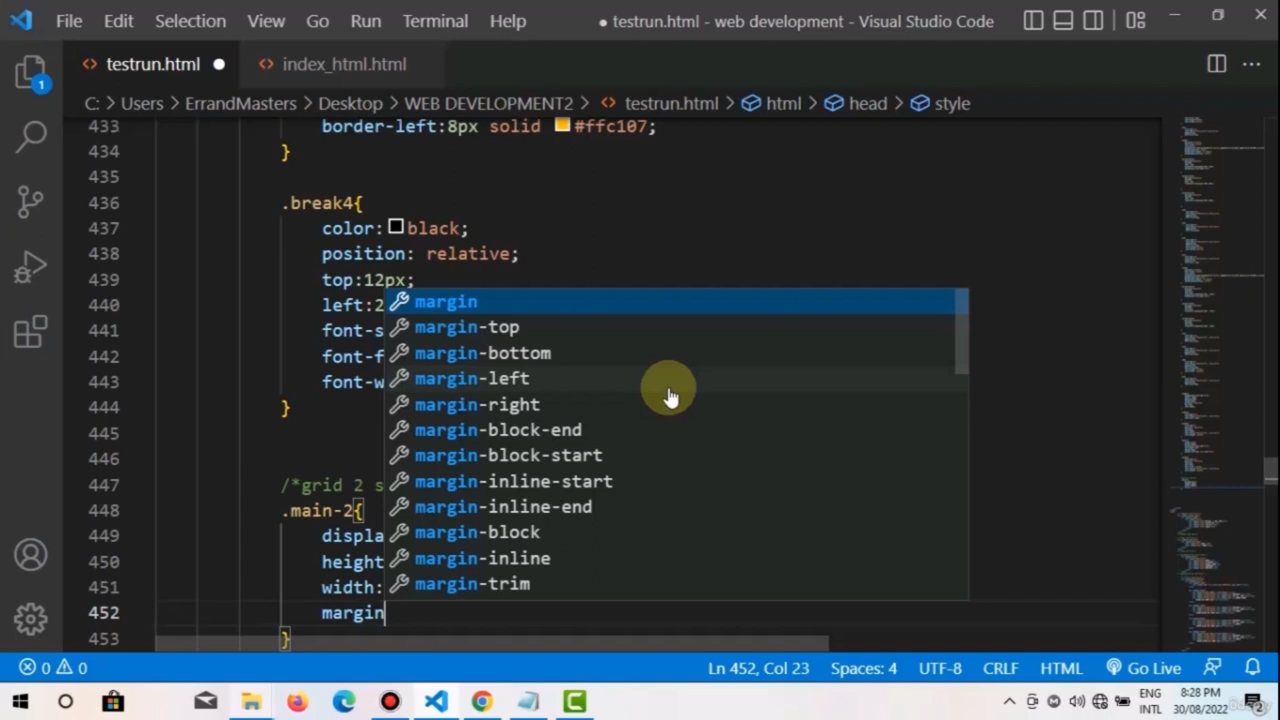 File Edit Selection View Go Run Terminal Help ● testrun.html - web development - Visual Studio Code
testrun.html ● index_html.html
C: > Users > ErrandMasters > Desktop > WEB DEVELOPMENT2 > testrun.html > html > head > style
433 border-left:8px solid #ffc107;
434 }
435
436 .break4{
437 color: black;
438 position: relative;
439 top:12px;
440 left:2
441 font-s
442 font-f
443 font-w
444 }
445
446
447 /*grid 2 s
448 .main-2{
449 displa
450 height
451 width:
452 margin
453 }
margin
margin-top
margin-bottom
margin-left
margin-right
margin-block-end
margin-block-start
margin-inline-start
margin-inline-end
margin-block
margin-inline
margin-trim
1
0 0 Ln 452, Col 23 Spaces: 4 UTF-8 CRLF HTML Go Live
ENG 8:28 PM
INTL 30/08/2022 2